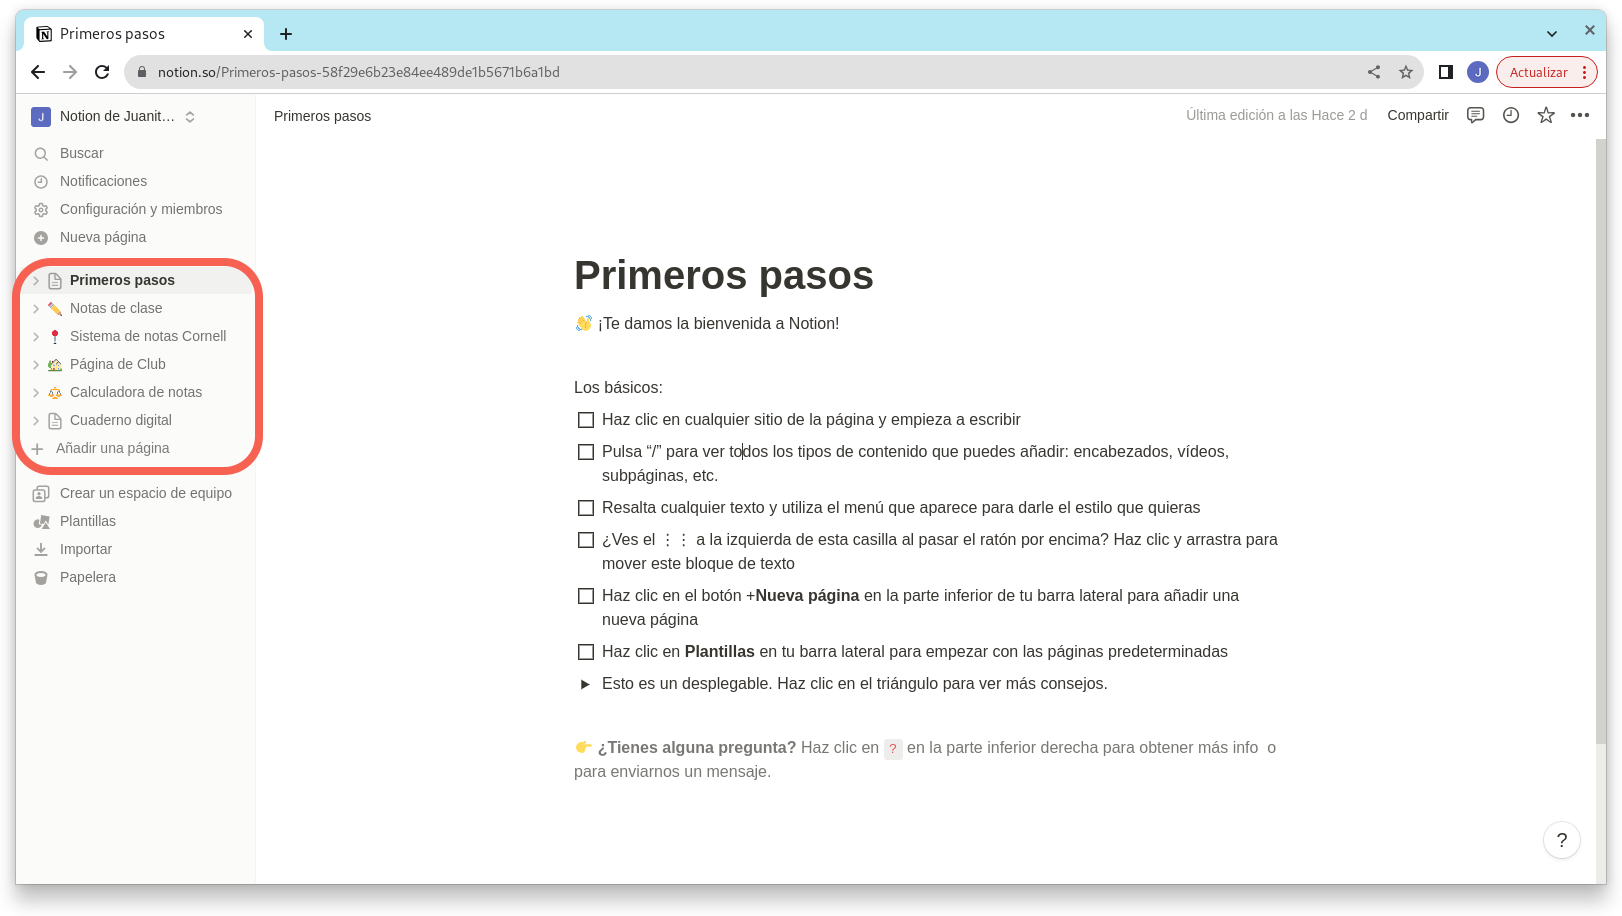 Primeros pasos
notion.so/Primeros-pasos-58f29e6b23e84ee489de1b5671b6a1bd
J
Actualizar
J
Notion de Juanit…
Primeros pasos
Última edición a las Hace 2 d
Compartir
Buscar
Notificaciones
Configuración y miembros
Nueva página
Primeros pasos
Notas de clase
Sistema de notas Cornell
Página de Club
Calculadora de notas
Cuaderno digital
Añadir una página
Crear un espacio de equipo
Plantillas
Importar
Papelera
Primeros pasos
👋 ¡Te damos la bienvenida a Notion!
Los básicos:
Haz clic en cualquier sitio de la página y empieza a escribir
Pulsa “/” para ver todos los tipos de contenido que puedes añadir: encabezados, vídeos,
subpáginas, etc.
Resalta cualquier texto y utiliza el menú que aparece para darle el estilo que quieras
¿Ves el ⋮⋮ a la izquierda de esta casilla al pasar el ratón por encima? Haz clic y arrastra para
mover este bloque de texto
Haz clic en el botón +Nueva página en la parte inferior de tu barra lateral para añadir una
nueva página
Haz clic en Plantillas en tu barra lateral para empezar con las páginas predeterminadas
Esto es un desplegable. Haz clic en el triángulo para ver más consejos.
👉 ¿Tienes alguna pregunta? Haz clic en ? en la parte inferior derecha para obtener más info o
para enviarnos un mensaje.
?